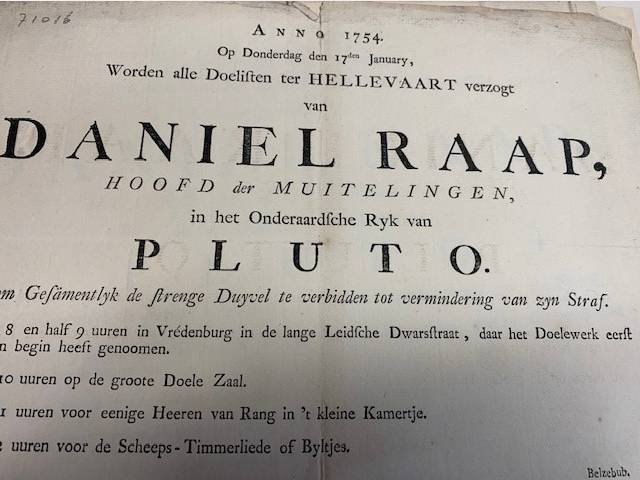 71016
ANNO 1754.
Op Donderdag den 17den January,
Worden alle Doeliſten ter HELLEVAART verzogt
van
DANIEL RAAP,
HOOFD der MUITELINGEN,
in het Onderaardſche Ryk van
PLUTO.
m Geſámentlyk de ſtrenge Duyvel te verbidden tot vermindering van zyn Straf.
8 en half 9 uuren in Vrédenburg in de lange Leidſche Dwarsſtraat, daar het Doelewerk eerſt
n begin heeft genoomen.
10 uuren op de groote Doele Zaal.
1 uuren voor eenige Heeren van Rang in 't kleine Kamertje.
uuren voor de Scheeps-Timmerliede of Byltjes.
Belzebub.